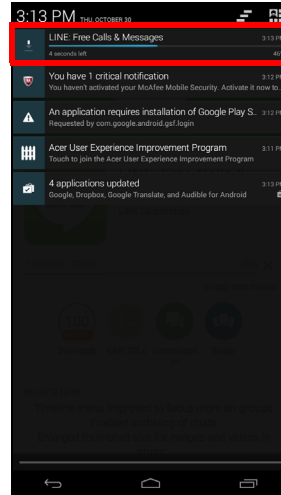 3:13 PM THU, OCTOBER 30
LINE: Free Calls & Messages 3:13 PM
4 seconds left 46%
You have 1 critical notification 3:12 PM
You haven't activated your McAfee Mobile Security. Activate it now to..
An application requires installation of Google Play S.. 3:12 PM
Requested by com.google.android.gsf.login
Acer User Experience Improvement Program 3:11 PM
Touch to join the Acer User Experience Improvement Program
4 applications updated 3:13 PM
Google, Dropbox, Google Translate, and Audible for Android